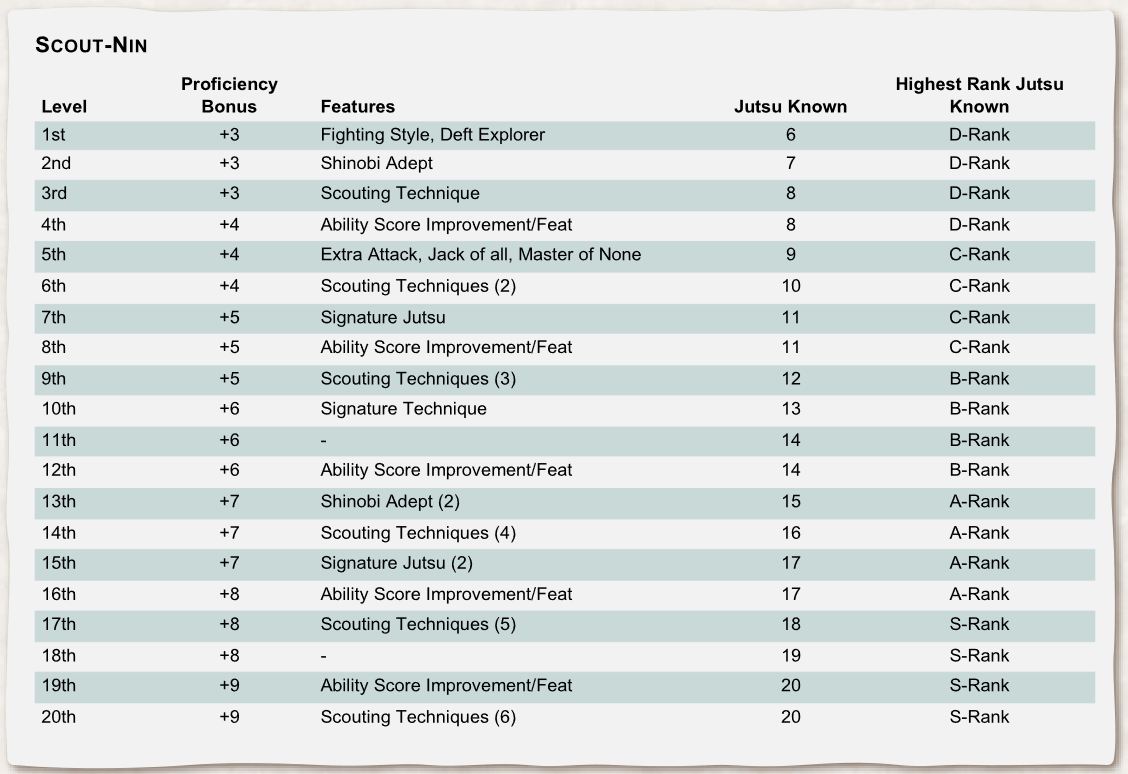 SCOUT-NIN
Proficiency
Highest Rank Jutsu
Level Bonus Features Jutsu Known Known
1st +3 Fighting Style, Deft Explorer 6 D-Rank
2nd +3 Shinobi Adept 7 D-Rank
3rd +3 Scouting Technique 8 D-Rank
4th +4 Ability Score Improvement/Feat 8 D-Rank
5th +4 Extra Attack, Jack of all, Master of None 9 C-Rank
6th +4 Scouting Techniques (2) 10 C-Rank
7th +5 Signature Jutsu 11 C-Rank
8th +5 Ability Score Improvement/Feat 11 C-Rank
9th +5 Scouting Techniques (3) 12 B-Rank
10th +6 Signature Technique 13 B-Rank
11th +6 - 14 B-Rank
12th +6 Ability Score Improvement/Feat 14 B-Rank
13th +7 Shinobi Adept (2) 15 A-Rank
14th +7 Scouting Techniques (4) 16 A-Rank
15th +7 Signature Jutsu (2) 17 A-Rank
16th +8 Ability Score Improvement/Feat 17 A-Rank
17th +8 Scouting Techniques (5) 18 S-Rank
18th +8 - 19 S-Rank
19th +9 Ability Score Improvement/Feat 20 S-Rank
20th +9 Scouting Techniques (6) 20 S-Rank